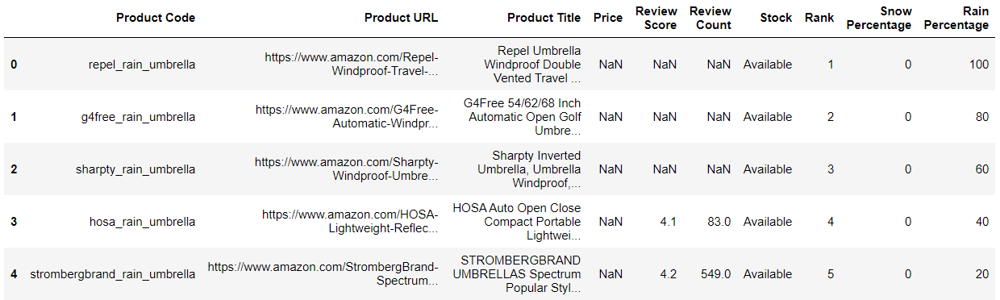 Product Code Product URL Product Title Price Review Score Review Count Stock Rank Snow Percentage Rain Percentage
0 repel_rain_umbrella https://www.amazon.com/Repel-Windproof-Travel-... Repel Umbrella Windproof Double Vented Travel ... NaN NaN NaN Available 1 0 100
1 g4free_rain_umbrella https://www.amazon.com/G4Free-Automatic-Windpr... G4Free 54/62/68 Inch Automatic Open Golf Umbre... NaN NaN NaN Available 2 0 80
2 sharpty_rain_umbrella https://www.amazon.com/Sharpty-Windproof-Umbre... Sharpty Inverted Umbrella, Umbrella Windproof,... NaN NaN NaN Available 3 0 60
3 hosa_rain_umbrella https://www.amazon.com/HOSA-Lightweight-Reflec... HOSA Auto Open Close Compact Portable Lightwei... NaN 4.1 83.0 Available 4 0 40
4 strombergbrand_rain_umbrella https://www.amazon.com/StrombergBrand-Spectrum... STROMBERGBRAND UMBRELLAS Spectrum Popular Styl... NaN 4.2 549.0 Available 5 0 20